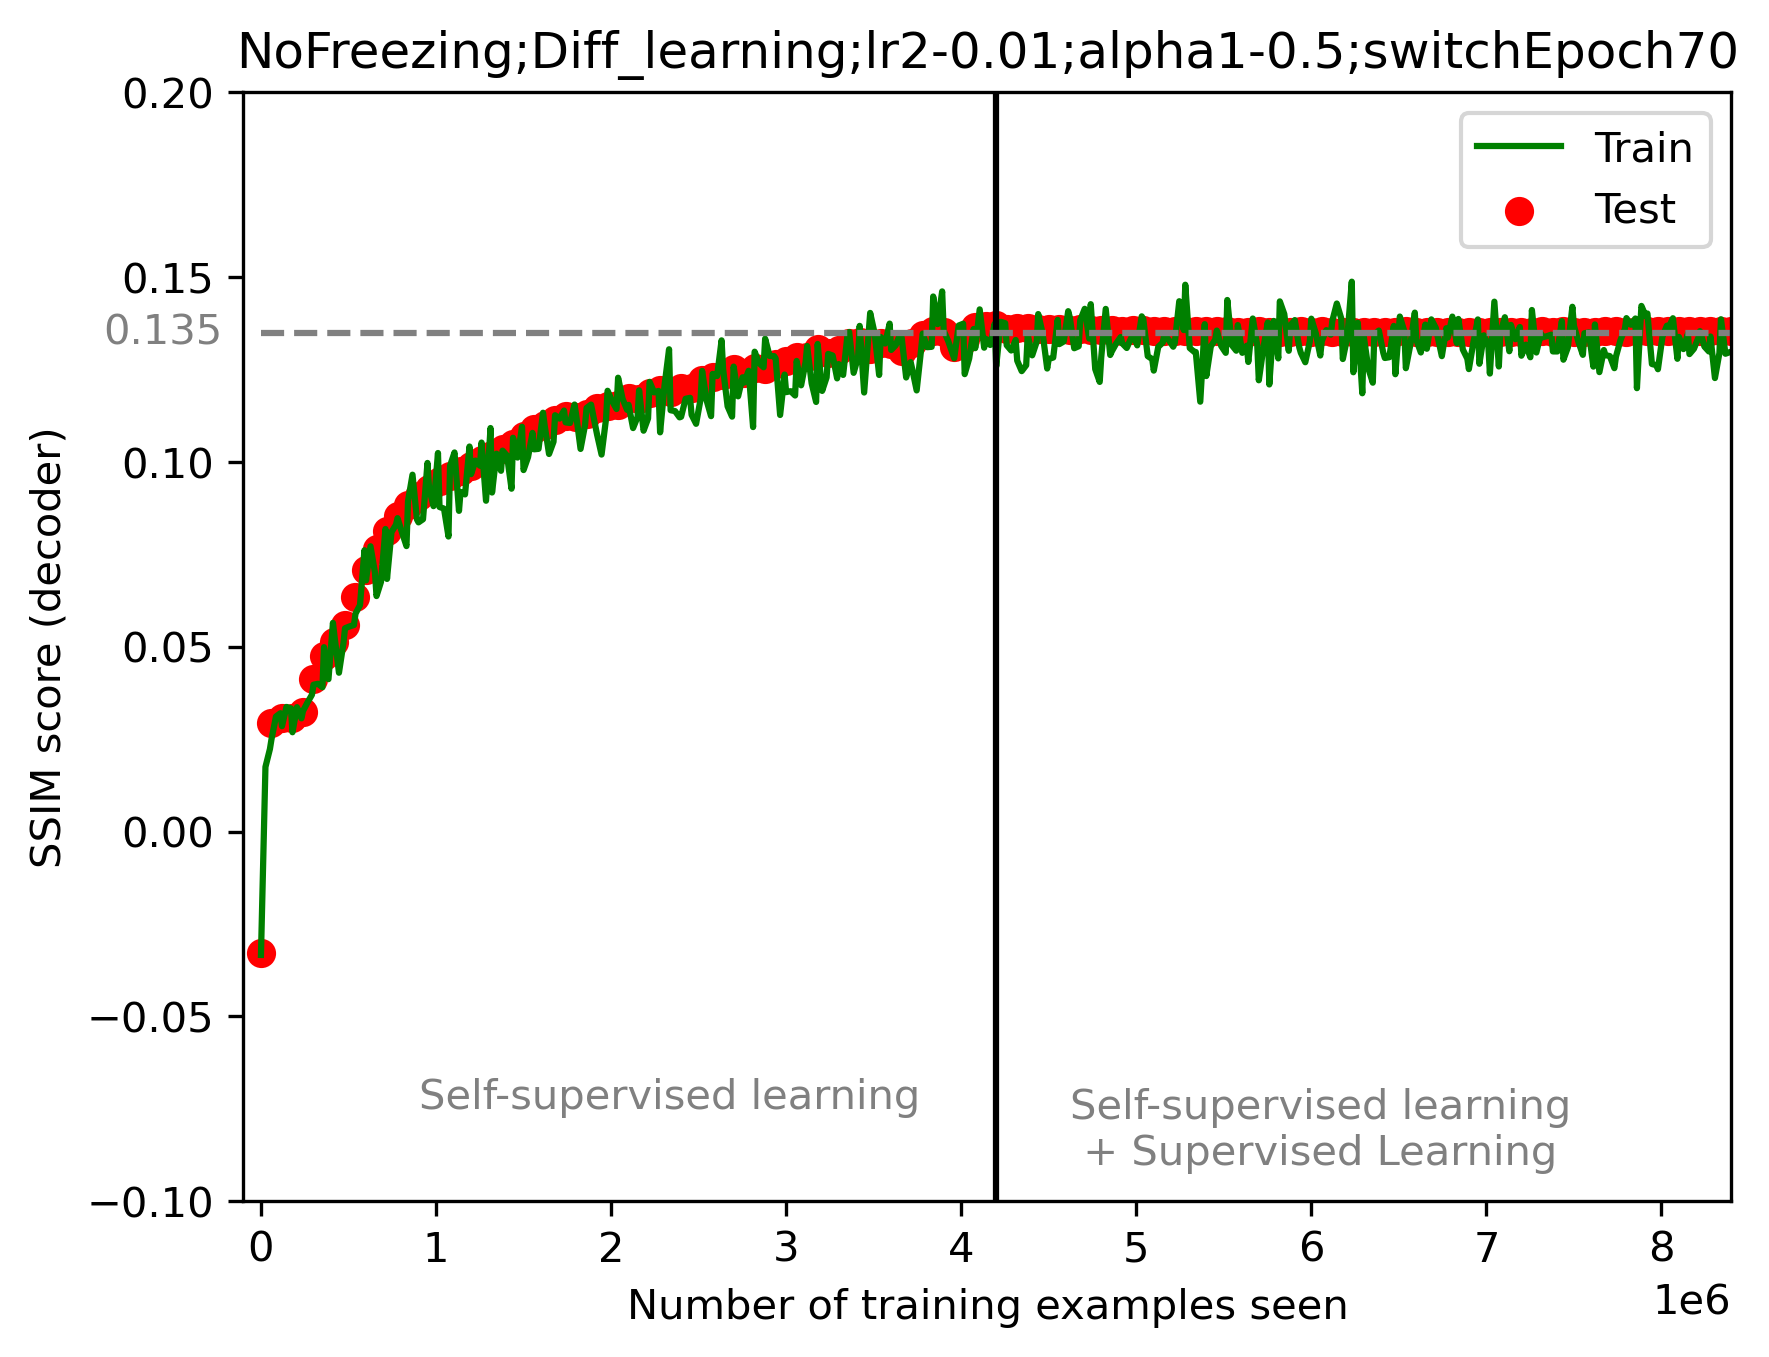 NoFreezing;Diff_learning;lr2-0.01;alpha1-0.5;switchEpoch70
0.20
0.15
0.135
0.10
0.05
0.00
−0.05
−0.10
SSIM score (decoder)
Train
Test
Self-supervised learning
Self-supervised learning
+ Supervised Learning
0 1 2 3 4 5 6 7 8
1e6
Number of training examples seen